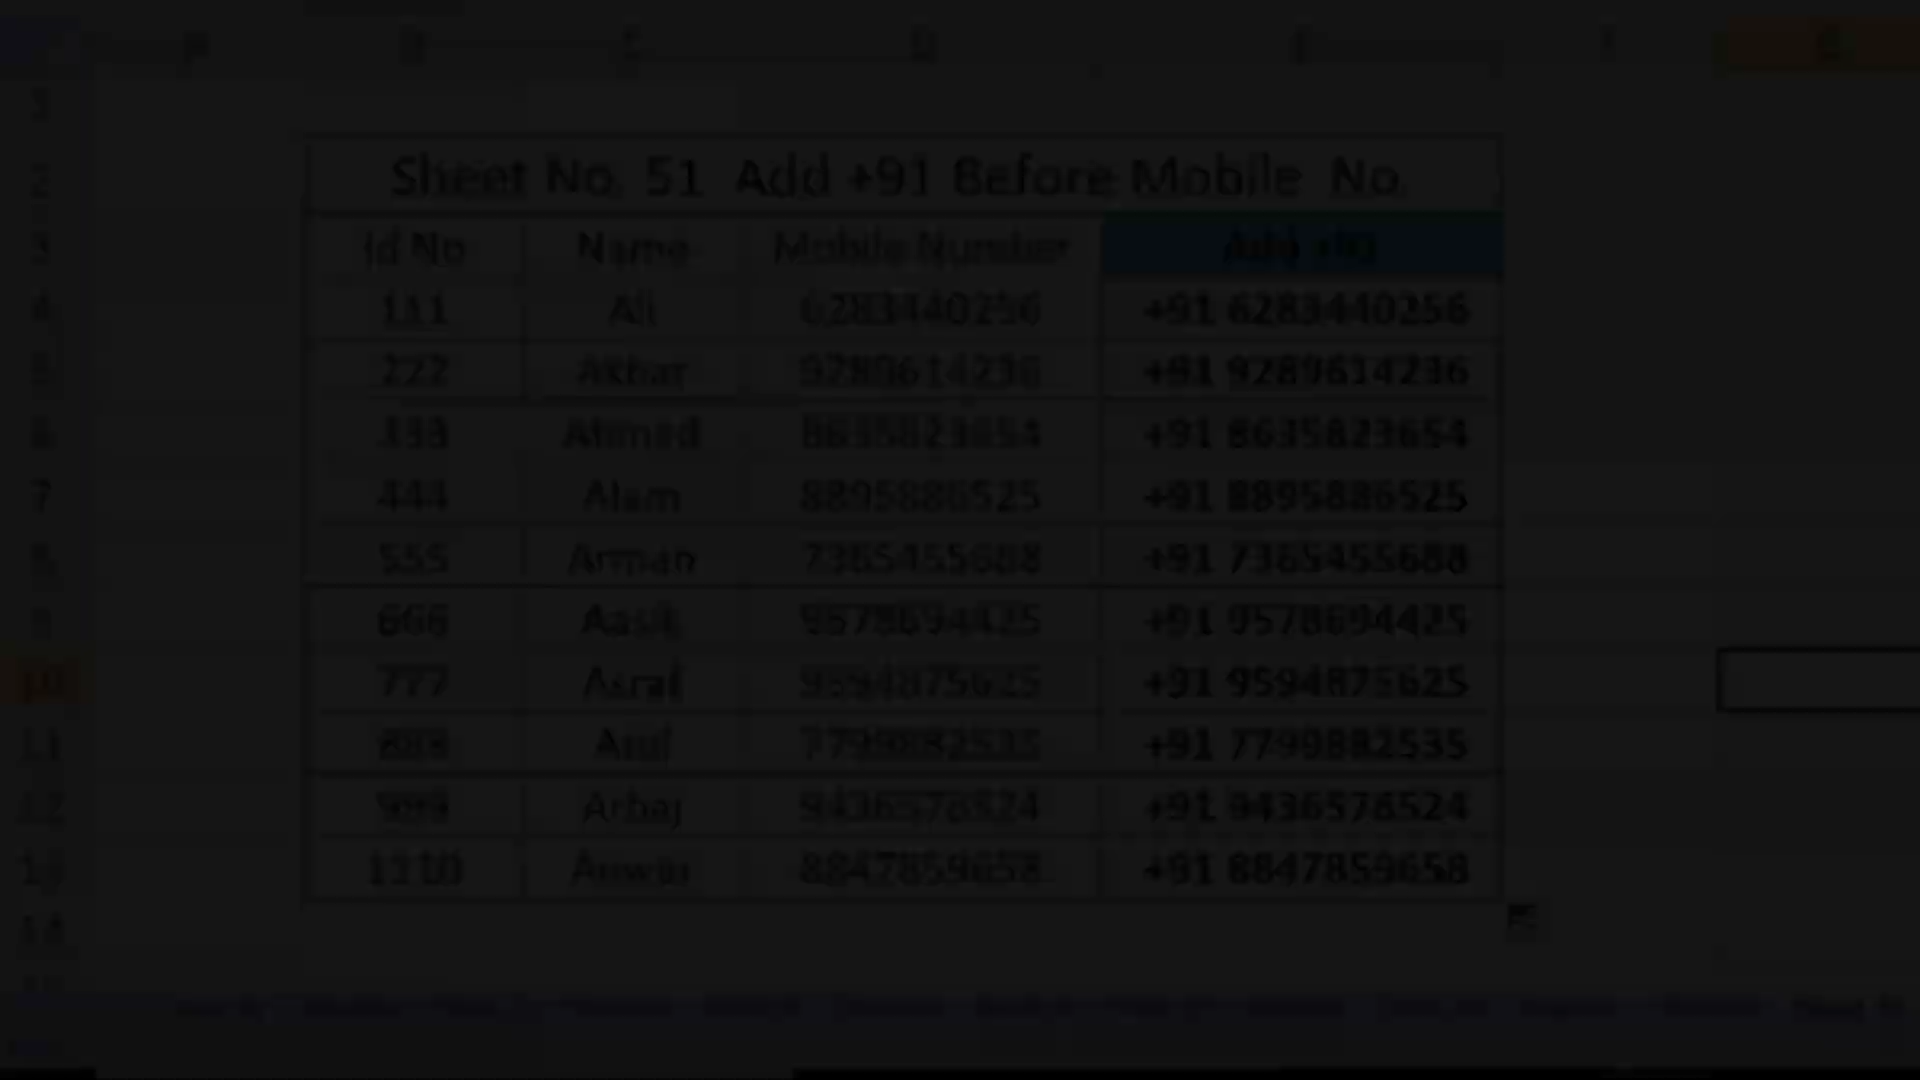 Sheet No. 51 Add +91 Before Mobile No.
Id No Name Mobile Number Add +91
111 Ali 6283440256 +91 6283440256
222 Akbar 9289614236 +91 9289614236
333 Ahmed 8635823654 +91 8635823654
444 Alam 8895886525 +91 8895886525
555 Arman 7365455688 +91 7365455688
666 Aasik 9578694425 +91 9578694425
777 Asraf 9594875625 +91 9594875625
888 Asif 7799882535 +91 7799882535
999 Arbaj 9436578524 +91 9436578524
1110 Anwar 8847859658 +91 8847859658